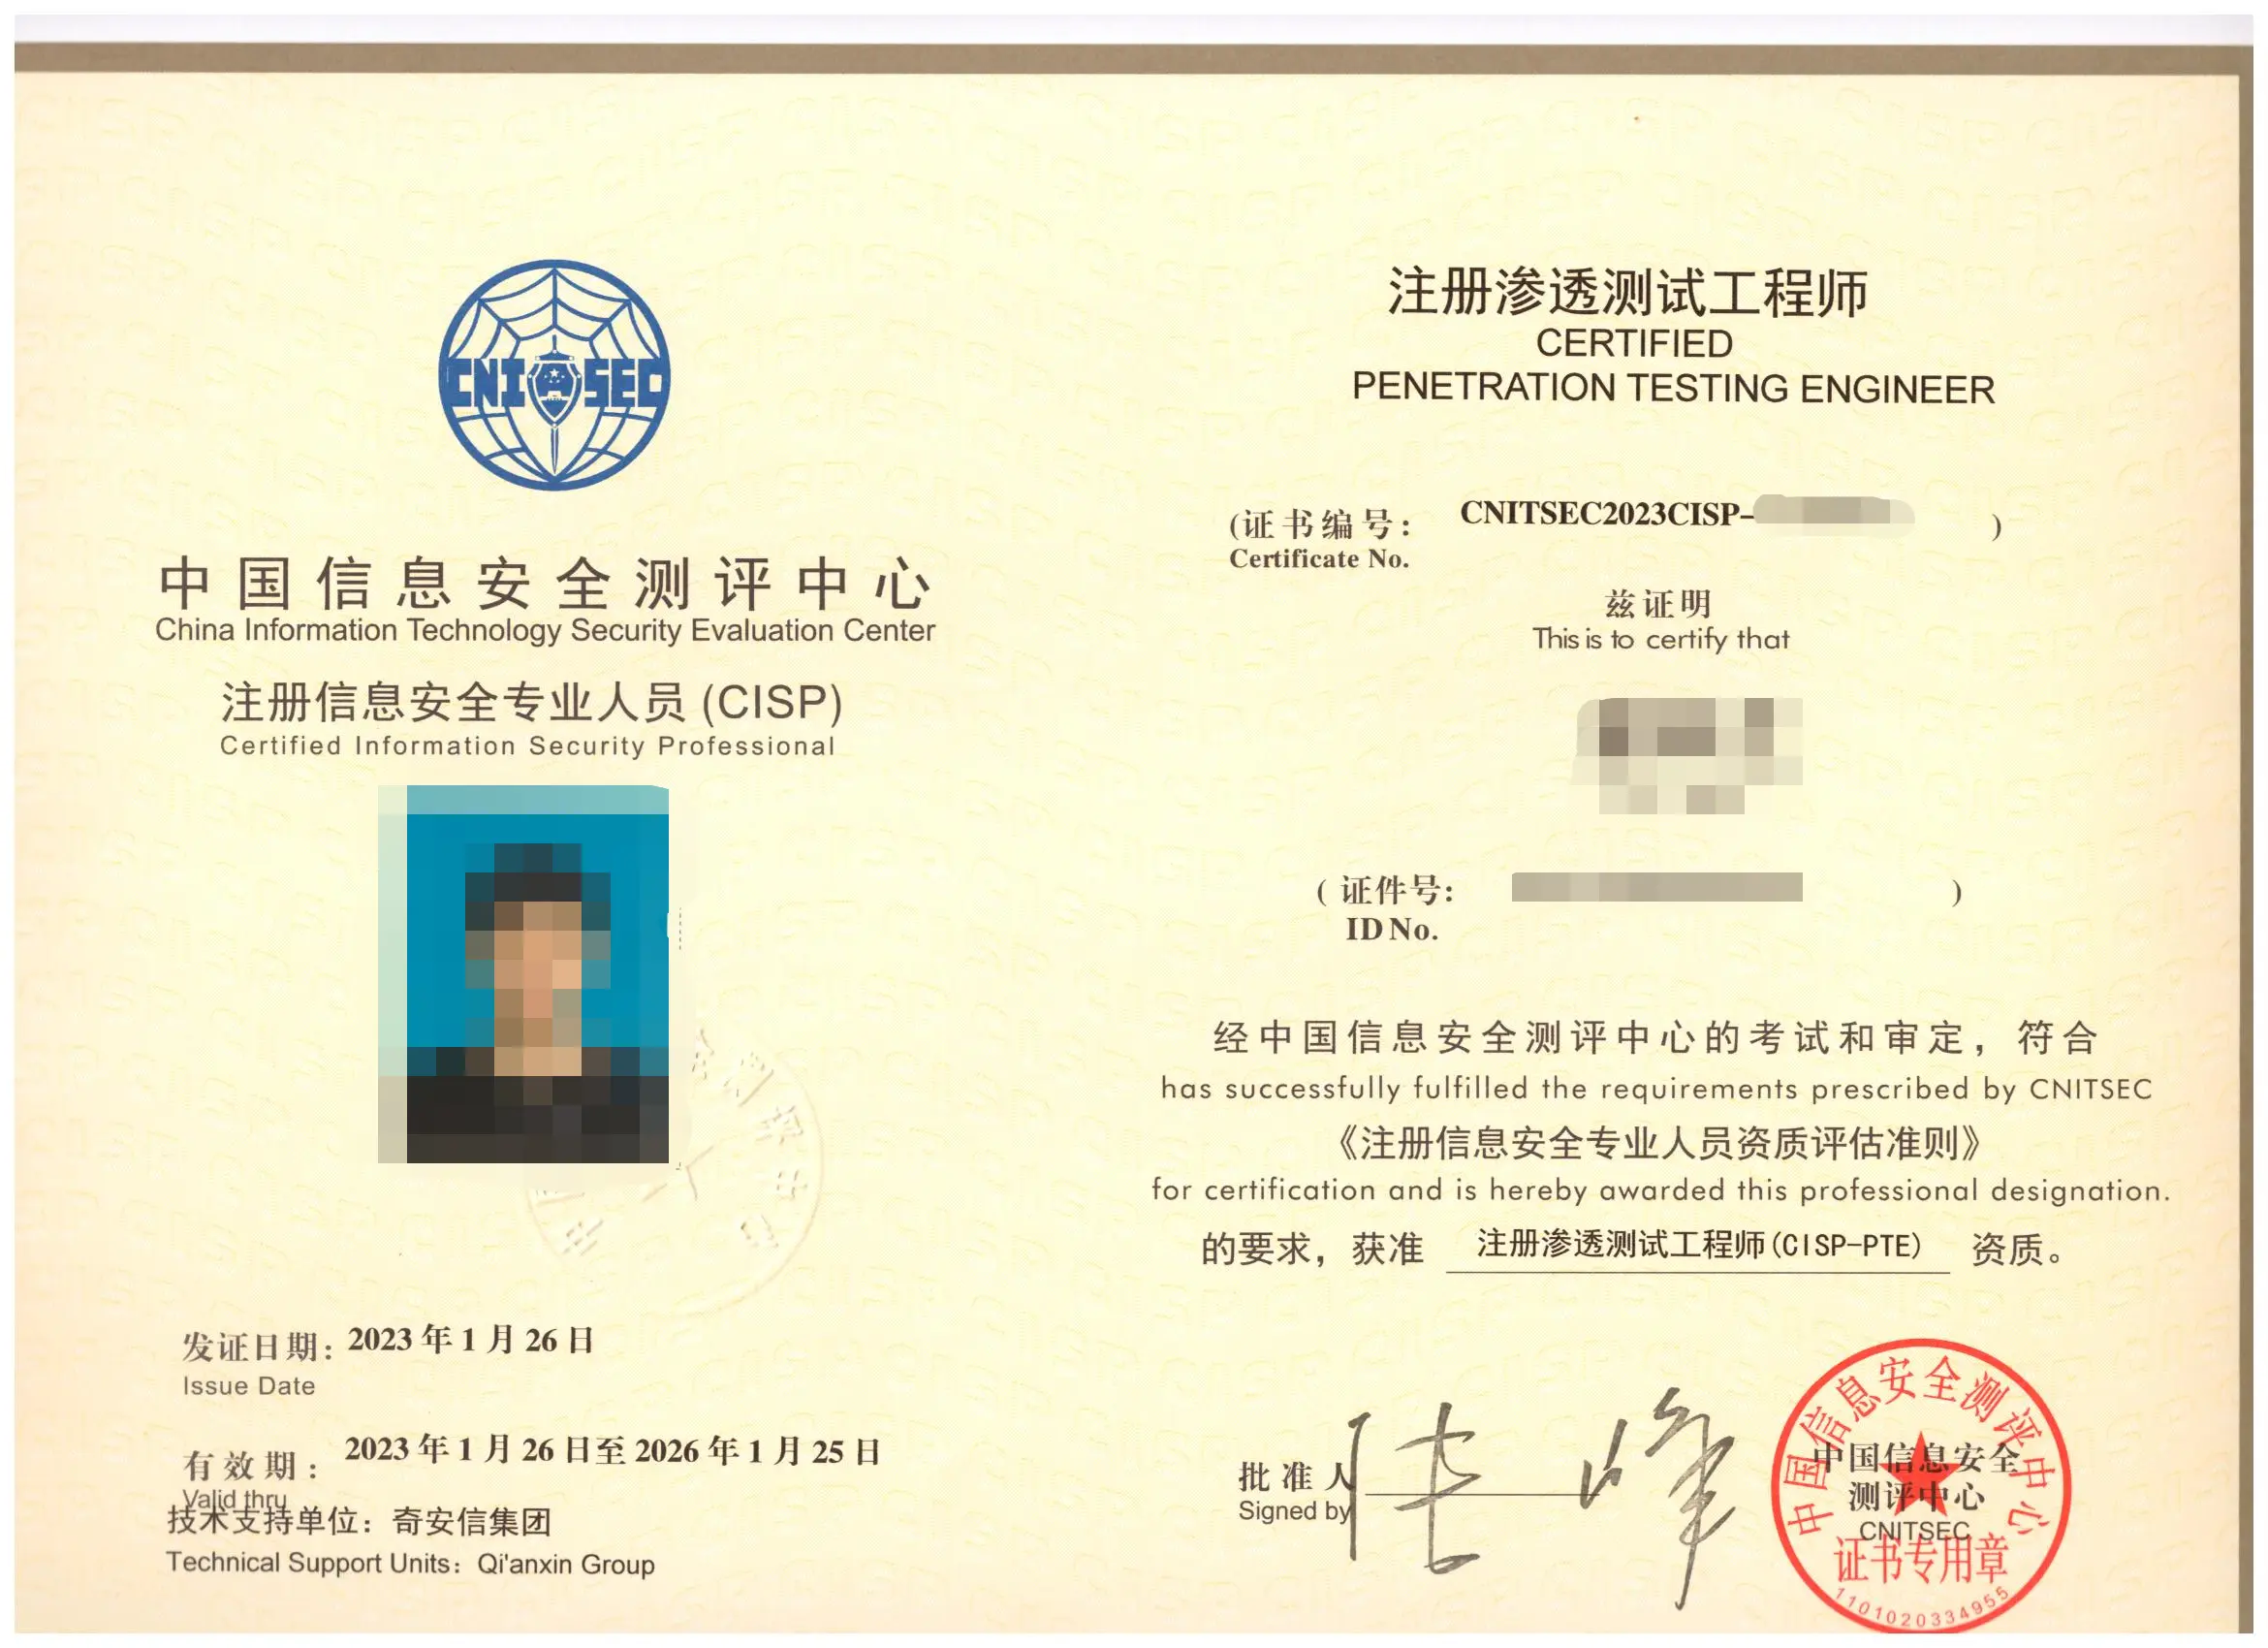 CNITSEC
中国信息安全测评中心
China Information Technology Security Evaluation Center
注册信息安全专业人员 (CISP)
Certified Information Security Professional
发证日期: 2023 年 1 月 26 日
Issue Date
有效期: 2023 年 1 月 26 日至 2026 年 1 月 25 日
Valid thru
技术支持单位：奇安信集团
Technical Support Units：Qi'anxin Group
注册渗透测试工程师
CERTIFIED
PENETRATION TESTING ENGINEER
(证书编号: CNITSEC2023CISP- )
Certificate No.
兹证明
This is to certify that
( 证件号: )
ID No.
经中国信息安全测评中心的考试和审定，符合
has successfully fulfilled the requirements prescribed by CNITSEC
《注册信息安全专业人员资质评估准则》
for certification and is hereby awarded this professional designation.
的要求，获准 注册渗透测试工程师(CISP-PTE) 资质。
批准人
Signed by
中国信息安全测评中心
中国信息安全
测评中心
CNITSEC
证书专用章
1101020334955